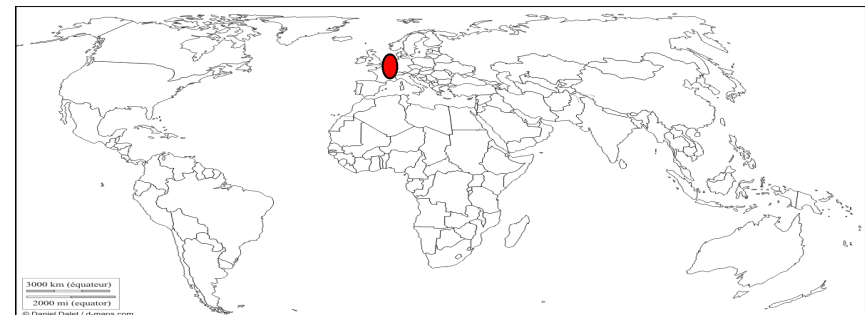 3000 km (équateur)
2000 mi (equator)
© Daniel Dalet / d-maps.com